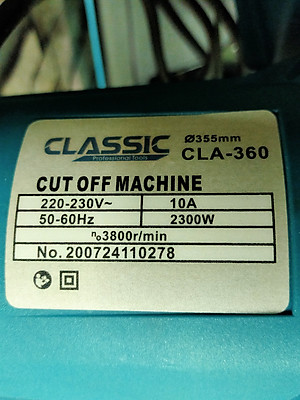 CLASSIC
Professional Tools
Ø355mm
CLA-360
CUT OFF MACHINE
220-230V~ 10A
50-60Hz 2300W
n₀3800r/min
No. 200724110278